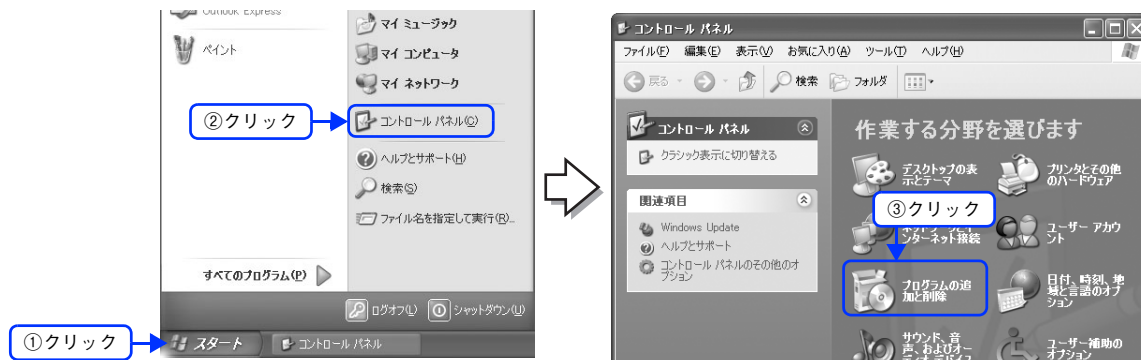 Outlook Express
ペイント
マイ ミュージック
マイ コンピュータ
マイ ネットワーク
②クリック
コントロール パネル(C)
ヘルプとサポート(H)
検索(S)
ファイル名を指定して実行(R)...
すべてのプログラム(P)
ログオフ(L)
シャットダウン(U)
①クリック
スタート
コントロール パネル
コントロール パネル
ファイル(F) 編集(E) 表示(V) お気に入り(A) ツール(T) ヘルプ(H)
戻る
検索
フォルダ
コントロール パネル
クラシック表示に切り替える
関連項目
Windows Update
ヘルプとサポート
コントロール パネルのその他のオ
プション
作業する分野を選びます
デスクトップの表
示とテーマ
プリンタとその他
のハードウェア
③クリック
ネットワークとイ
ンターネット接続
ユーザー アカウ
ント
プログラムの追
加と削除
日付、時刻、地
域と言語のオプ
ション
サウンド、音
声、およびオー
ディオ デバイス
ユーザー補助の
オプション